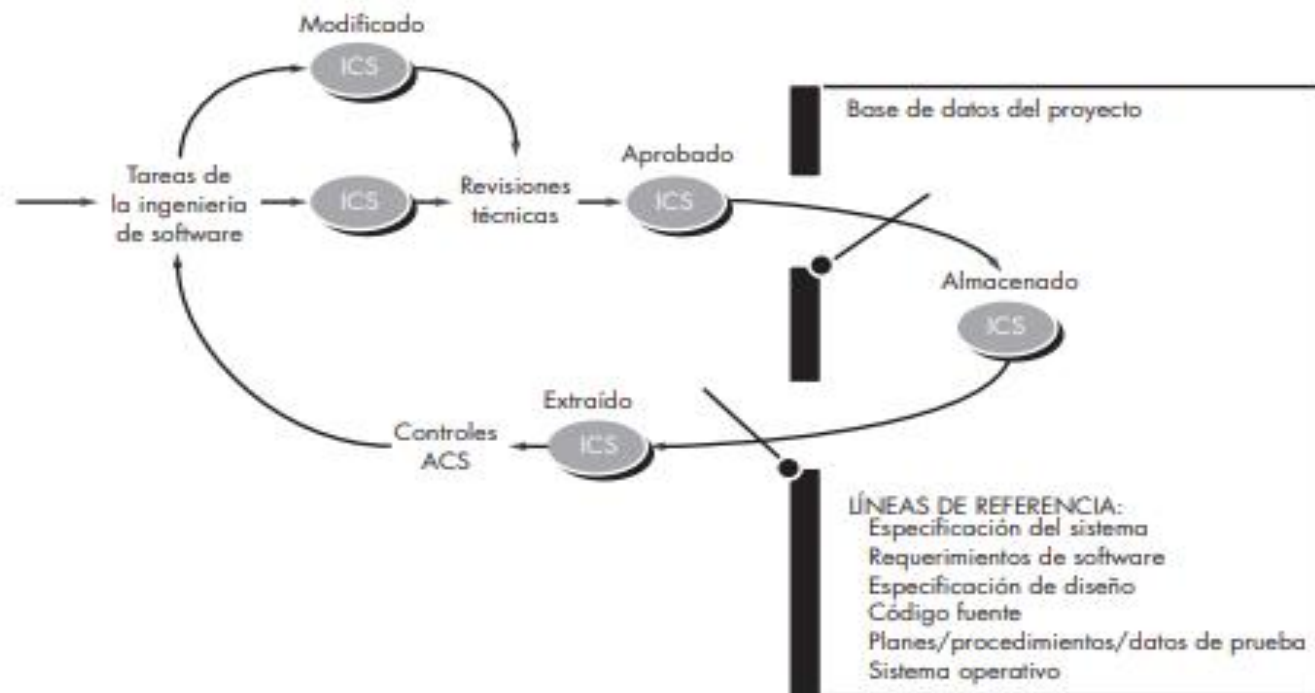 Modificado
ICS
Base de datos del proyecto
Tareas de
la ingeniería
de software
ICS
Revisiones
técnicas
Aprobado
ICS
Almacenado
ICS
Extraído
ICS
Controles
ACS
LÍNEAS DE REFERENCIA:
Especificación del sistema
Requerimientos de software
Especificación de diseño
Código fuente
Planes/procedimientos/datos de prueba
Sistema operativo